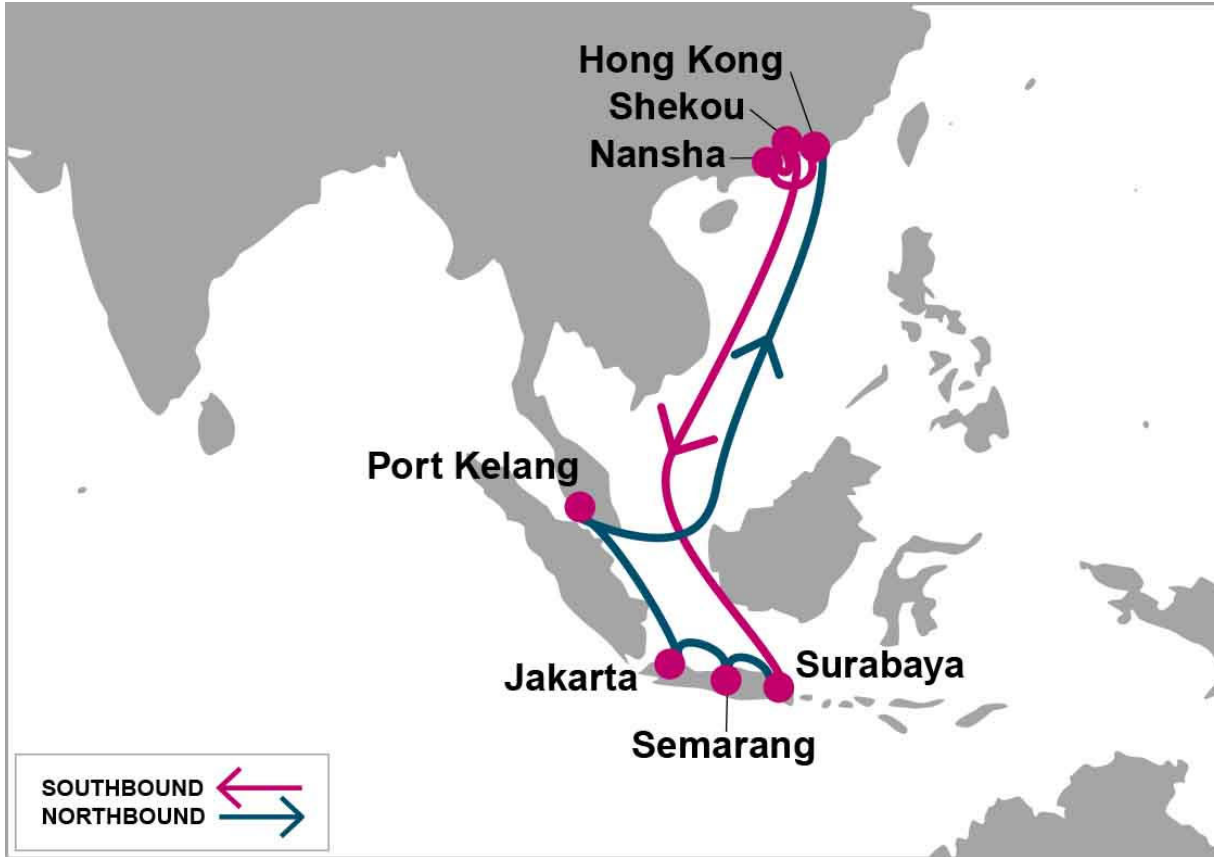 Hong Kong
Shekou
Nansha
Port Kelang
Jakarta
Surabaya
Semarang
SOUTHBOUND
NORTHBOUND